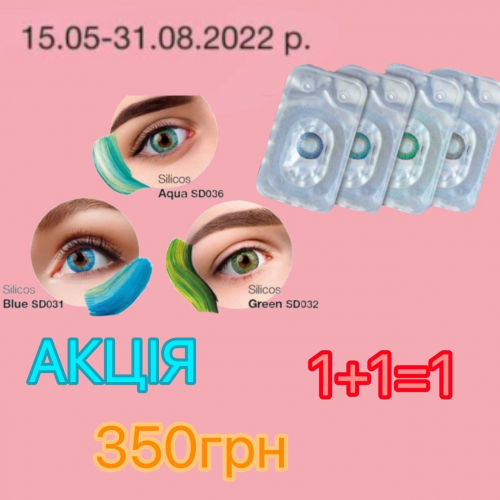 15.05-31.08.2022 р.
Silicos
Aqua SD036
Silicos
Blue SD031
Silicos
Green SD032
АКЦІЯ
1+1=1
350грн